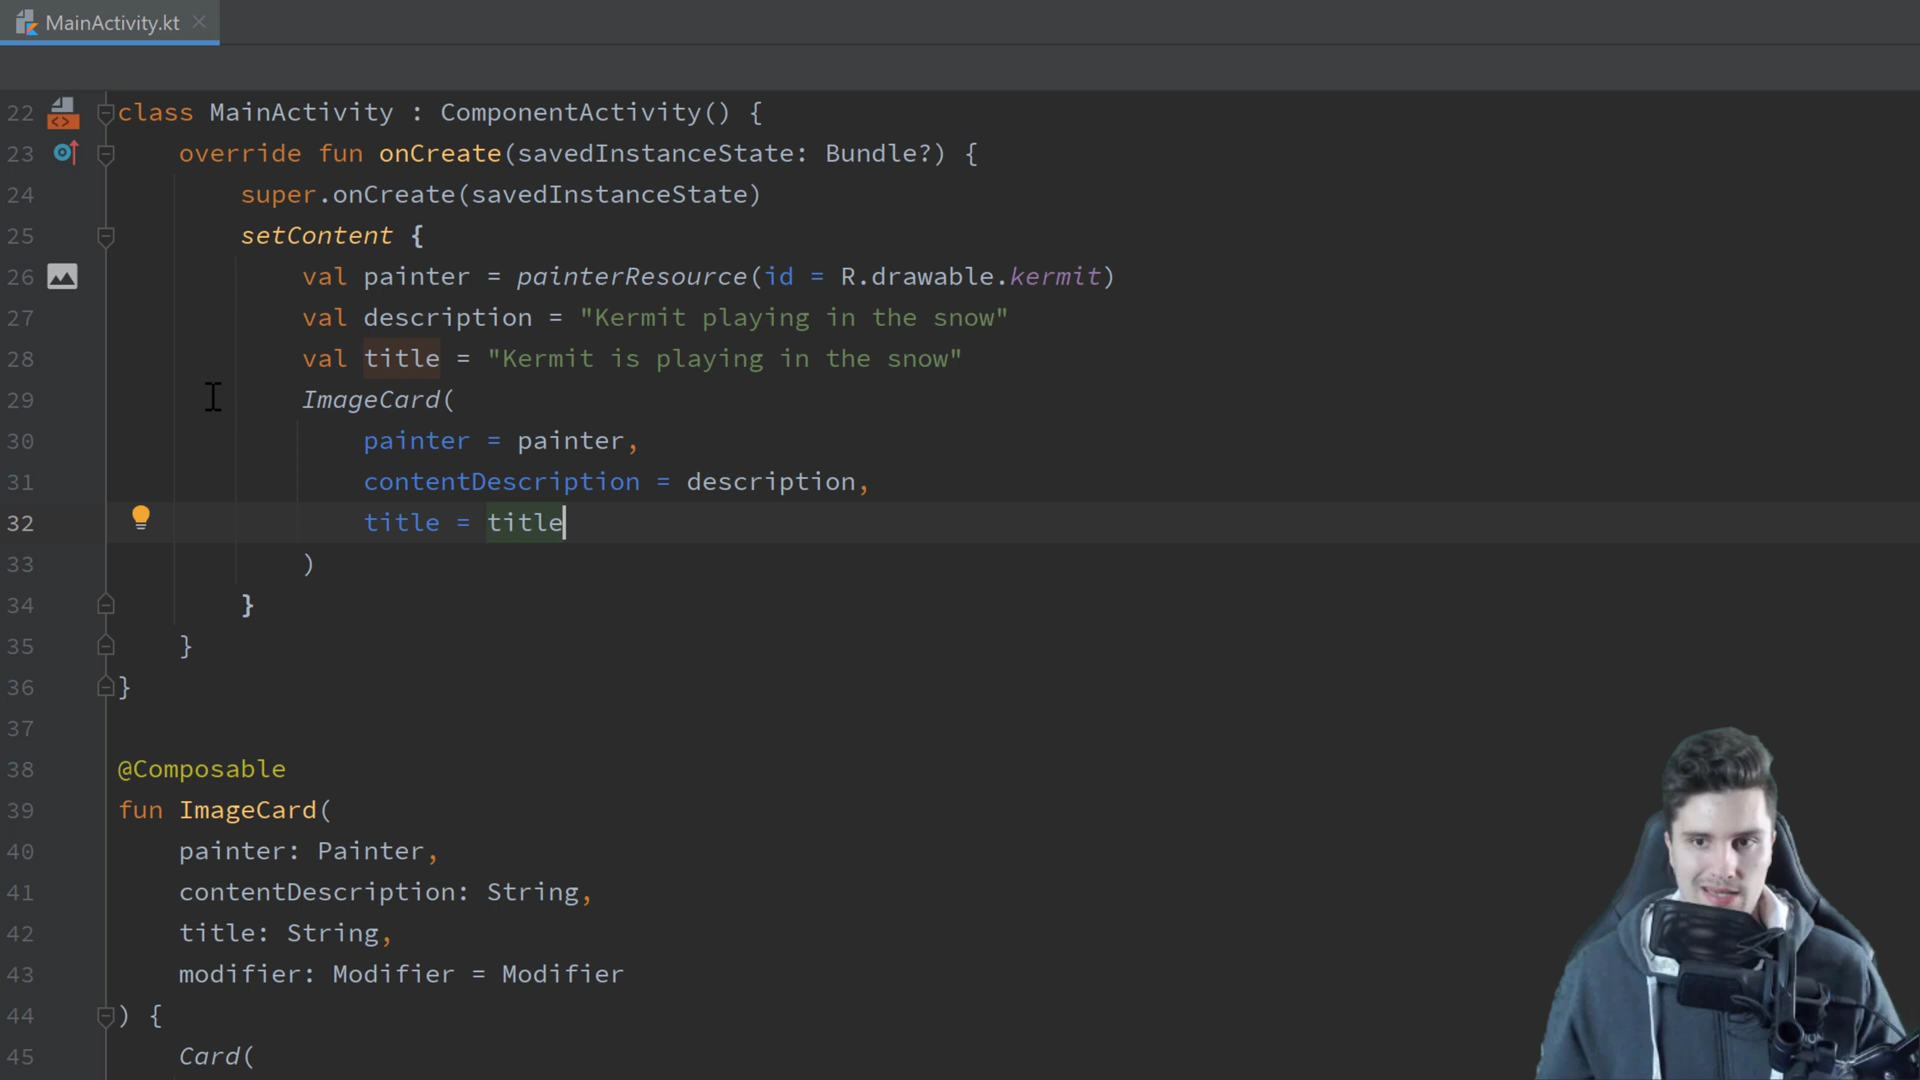 MainActivity.kt
22 class MainActivity : ComponentActivity() {
23 override fun onCreate(savedInstanceState: Bundle?) {
24 super.onCreate(savedInstanceState)
25 setContent {
26 val painter = painterResource(id = R.drawable.kermit)
27 val description = "Kermit playing in the snow"
28 val title = "Kermit is playing in the snow"
29 ImageCard(
30 painter = painter,
31 contentDescription = description,
32 title = title
33 )
34 }
35 }
36 }
37
38 @Composable
39 fun ImageCard(
40 painter: Painter,
41 contentDescription: String,
42 title: String,
43 modifier: Modifier = Modifier
44 ) {
45 Card(